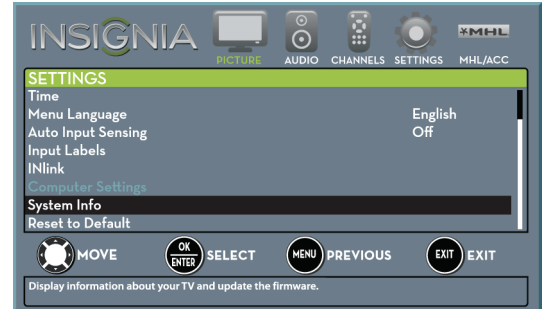 INSIGNIA
PICTURE AUDIO CHANNELS SETTINGS MHL/ACC
MHL
SETTINGS
Time
Menu Language English
Auto Input Sensing Off
Input Labels
INlink
Computer Settings
System Info
Reset to Default
MOVE OK ENTER SELECT MENU PREVIOUS EXIT EXIT
Display information about your TV and update the firmware.